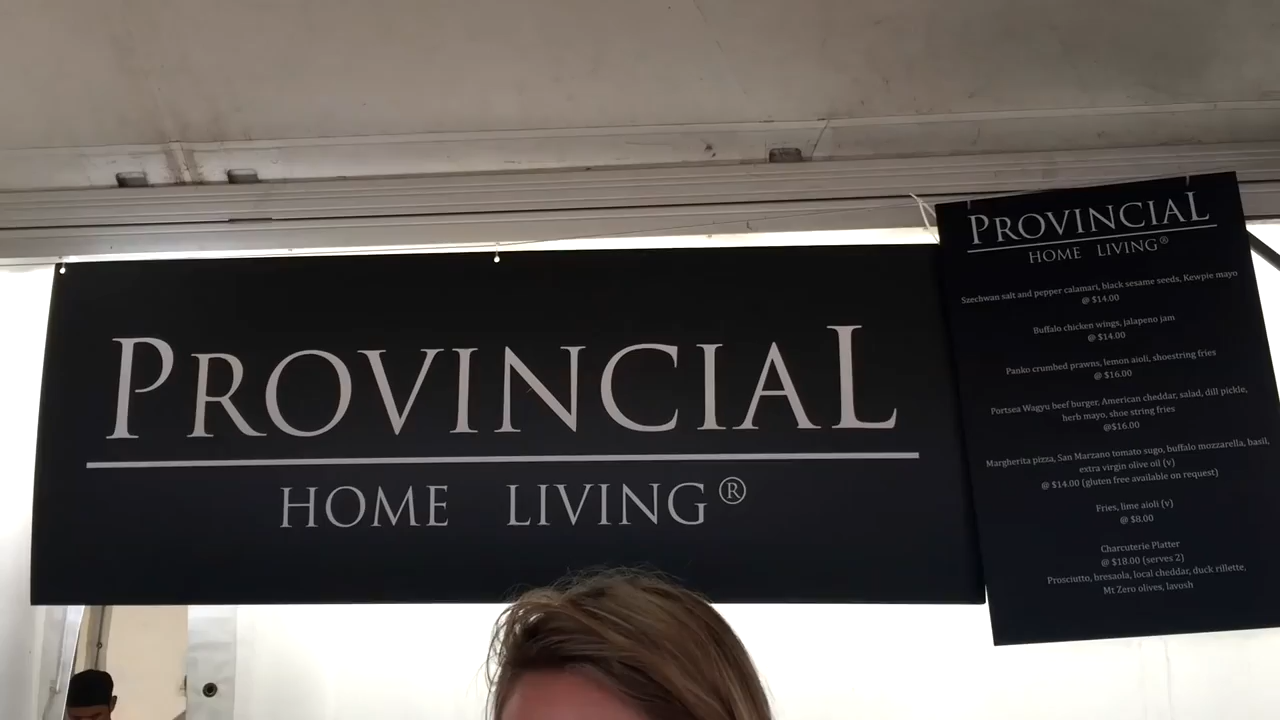 PROVINCIAL
HOME LIVING®
PROVINCIAL
HOME LIVING®
Szechwan salt and pepper calamari, black sesame seeds, Kewpie mayo
@ $14.00
Buffalo chicken wings, jalapeno jam
@ $14.00
Panko crumbed prawns, lemon aioli, shoestring fries
@ $16.00
Portsea Wagyu beef burger, American cheddar, salad, dill pickle,
herb mayo, shoe string fries
@$16.00
Margherita pizza, San Marzano tomato sugo, buffalo mozzarella, basil,
extra virgin olive oil (v)
@ $14.00 (gluten free available on request)
Fries, lime aioli (v)
@ $8.00
Charcuterie Platter
@ $18.00 (serves 2)
Prosciutto, bresaola, local cheddar, duck rillette,
Mt Zero olives, lavosh